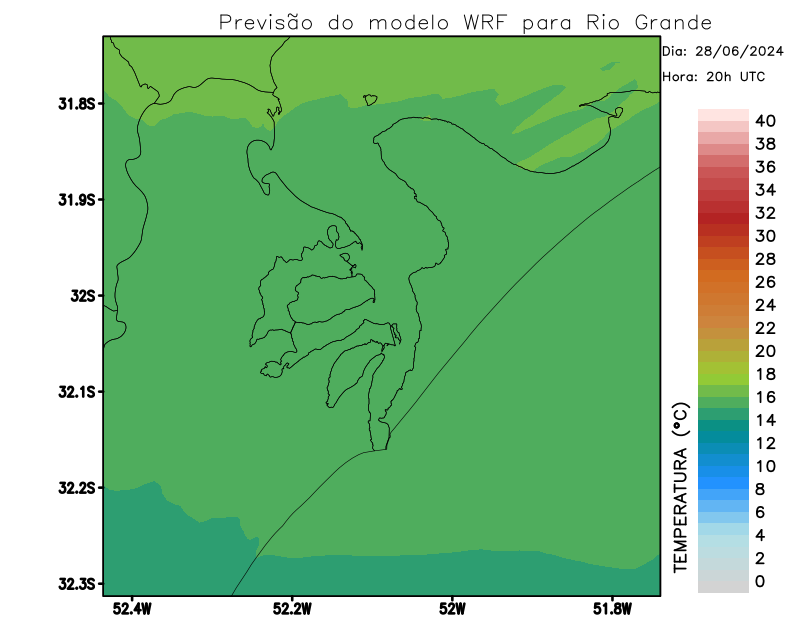 Previsão do modelo WRF para Rio Grande
Dia: 28/06/2024
Hora: 20h UTC
31.8S
31.9S
32S
32.1S
32.2S
32.3S
52.4W
52.2W
52W
51.8W
TEMPERATURA (°C)
40
38
36
34
32
30
28
26
24
22
20
18
16
14
12
10
8
6
4
2
0